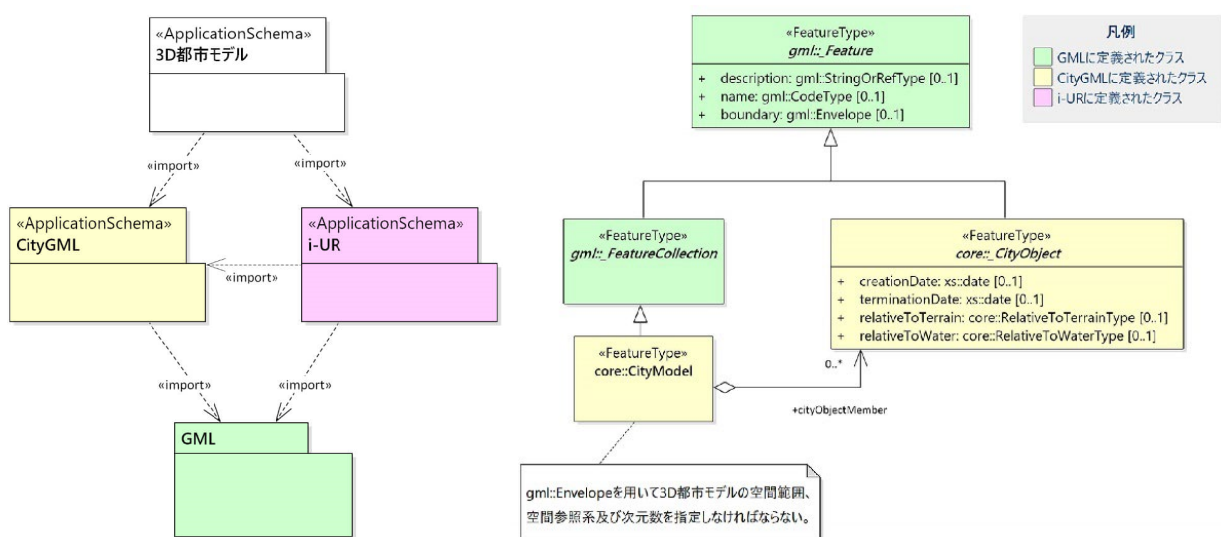 «ApplicationSchema»
3D都市モデル
«import»
«import»
«ApplicationSchema»
CityGML
«ApplicationSchema»
i-UR
«import»
«import»
«import»
GML
«FeatureType»
gml::_Feature
+ description: gml::StringOrRefType [0..1]
+ name: gml::CodeType [0..1]
+ boundary: gml::Envelope [0..1]
«FeatureType»
gml::_FeatureCollection
«FeatureType»
core::_CityObject
+ creationDate: xs::date [0..1]
+ terminationDate: xs::date [0..1]
+ relativeToTerrain: core::RelativeToTerrainType [0..1]
+ relativeToWater: core::RelativeToWaterType [0..1]
«FeatureType»
core::CityModel
0..*
+cityObjectMember
gml::Envelopeを用いて3D都市モデルの空間範囲、
空間参照系及び次元数を指定しなければならない。
凡例
GMLに定義されたクラス
CityGMLに定義されたクラス
i-URに定義されたクラス